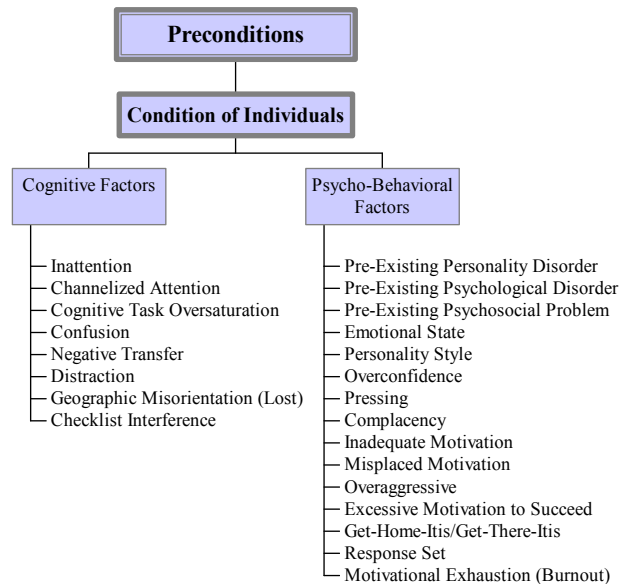 Preconditions
Condition of Individuals
Cognitive Factors
Inattention
Channelized Attention
Cognitive Task Oversaturation
Confusion
Negative Transfer
Distraction
Geographic Misorientation (Lost)
Checklist Interference
Psycho-Behavioral
Factors
Pre-Existing Personality Disorder
Pre-Existing Psychological Disorder
Pre-Existing Psychosocial Problem
Emotional State
Personality Style
Overconfidence
Pressing
Complacency
Inadequate Motivation
Misplaced Motivation
Overaggressive
Excessive Motivation to Succeed
Get-Home-Itis/Get-There-Itis
Response Set
Motivational Exhaustion (Burnout)